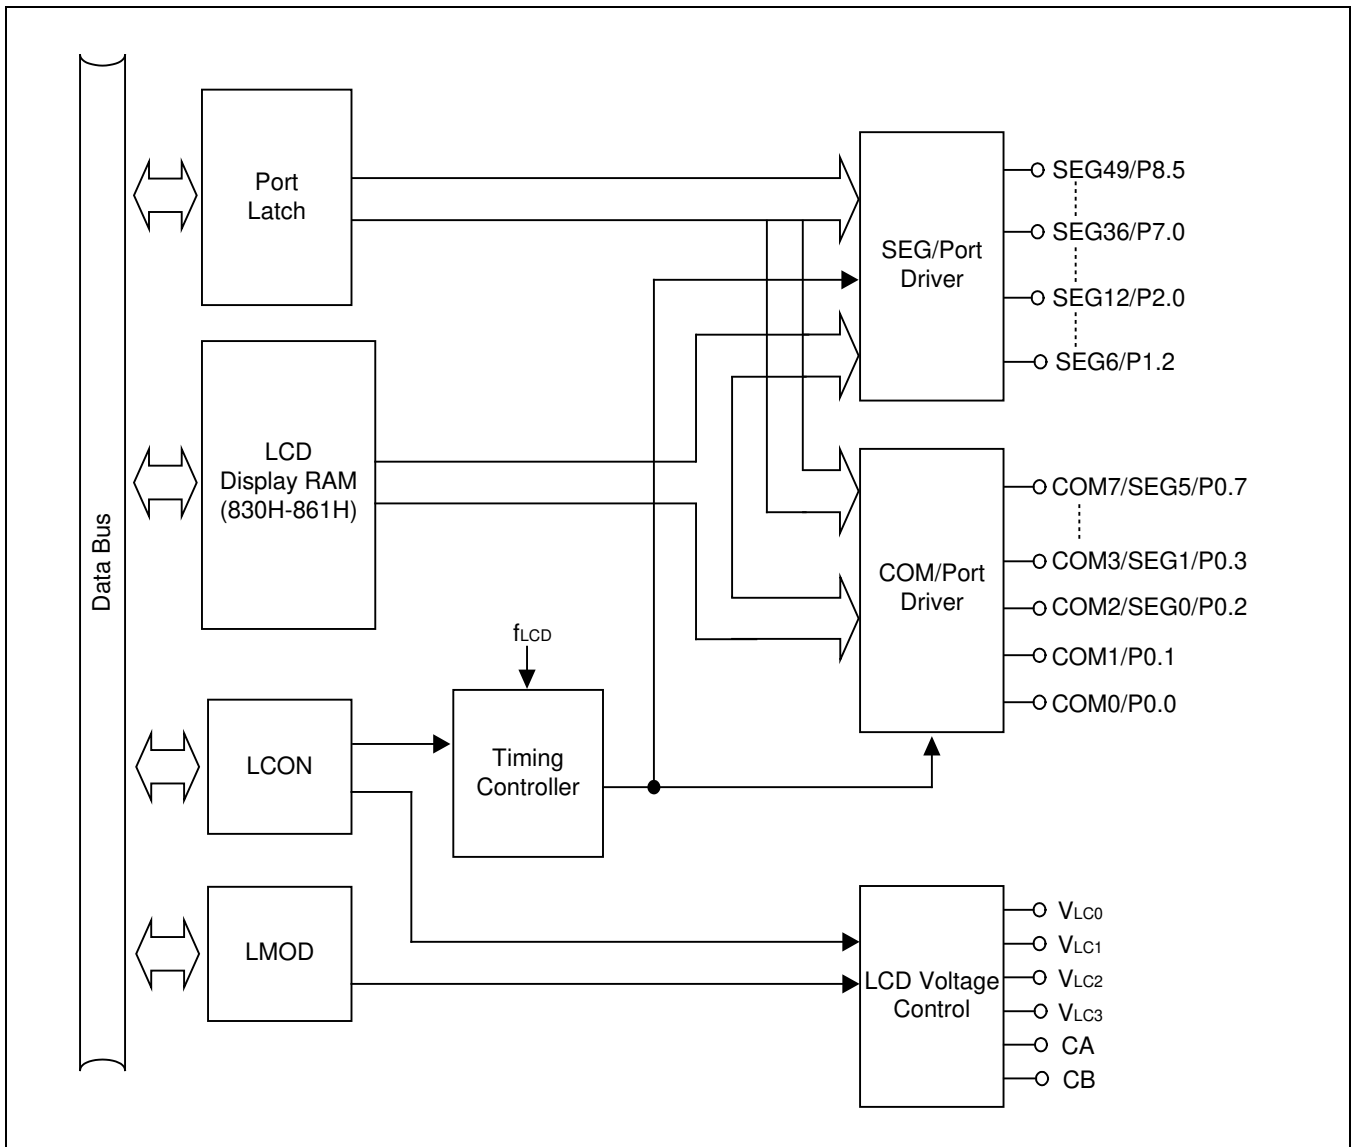 Data Bus
Port
Latch
LCD
Display RAM
(830H-861H)
LCON
LMOD
fLCD
Timing
Controller
SEG/Port
Driver
SEG49/P8.5
SEG36/P7.0
SEG12/P2.0
SEG6/P1.2
COM/Port
Driver
COM7/SEG5/P0.7
COM3/SEG1/P0.3
COM2/SEG0/P0.2
COM1/P0.1
COM0/P0.0
LCD Voltage
Control
VLC0
VLC1
VLC2
VLC3
CA
CB